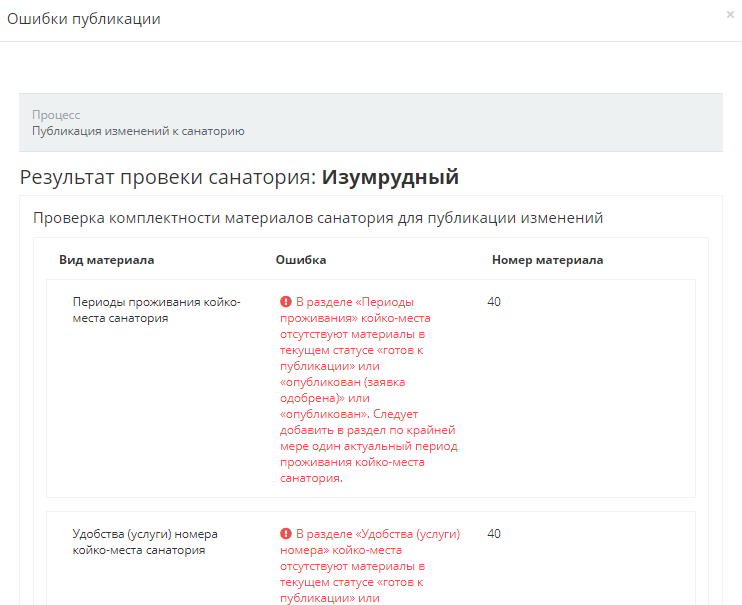 Ошибки публикации
×
Процесс
Публикация изменений к санаторию
Результат провеки санатория: Изумрудный
Проверка комплектности материалов санатория для публикации изменений
Вид материала Ошибка Номер материала
Периоды проживания койко-
места санатория
В разделе «Периоды
проживания» койко-места
отсутствуют материалы в
текущем статусе «готов к
публикации» или
«опубликован (заявка
одобрена)» или
«опубликован». Следует
добавить в раздел по крайней
мере один актуальный период
проживания койко-места
санатория.
40
Удобства (услуги) номера
койко-места санатория
В разделе «Удобства (услуги)
номера» койко-места
отсутствуют материалы в
текущем статусе «готов к
публикации» или
40